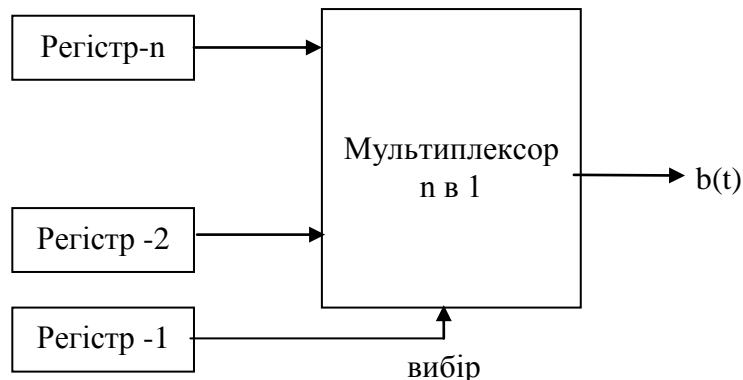 Регістр-n
Мультиплексор
n в 1
b(t)
Регістр -2
Регістр -1
вибір